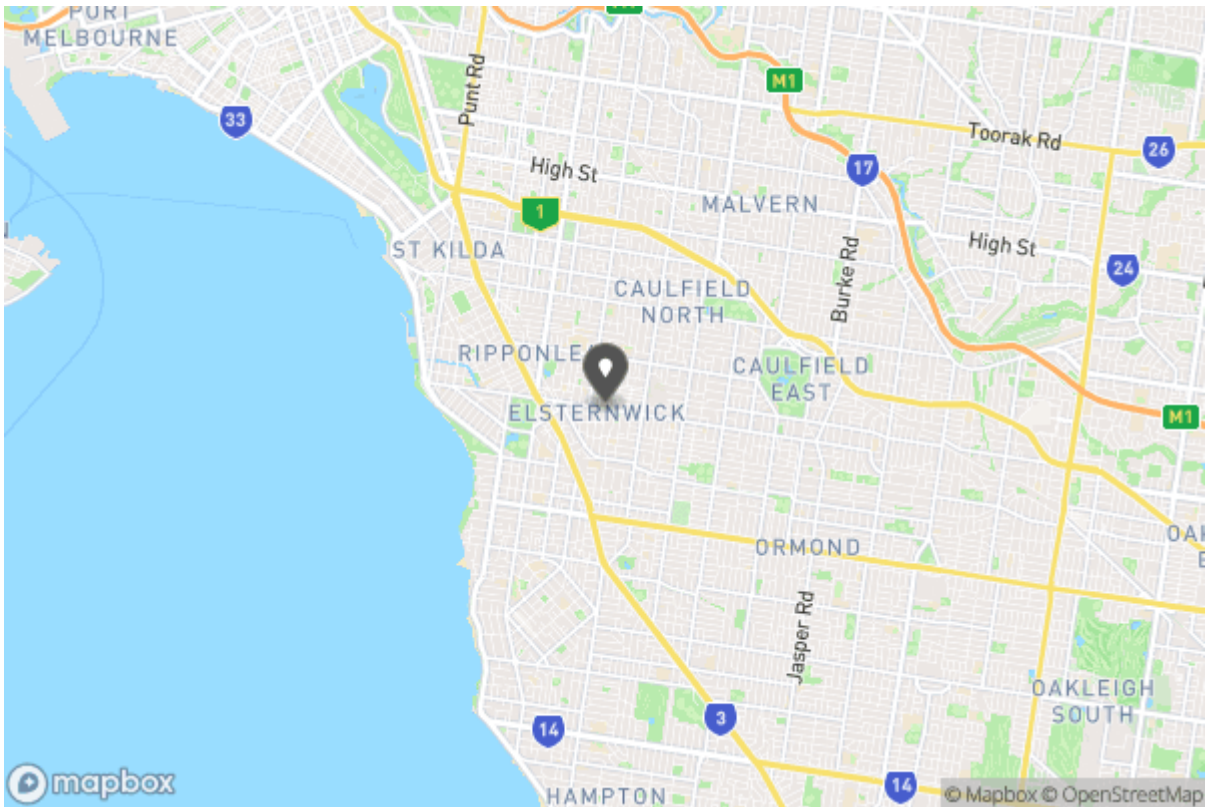 PORT
MELBOURNE
Punt Rd
M1
33
Toorak Rd
26
17
High St
MALVERN
1
High St
24
ST KILDA
Burke Rd
CAULFIELD
NORTH
RIPPONLEA
CAULFIELD
EAST
ELSTERNWICK
M1
ORMOND
Jasper Rd
OAKLEIGH
SOUTH
3
14
14
HAMPTON
mapbox
© Mapbox © OpenStreetMap